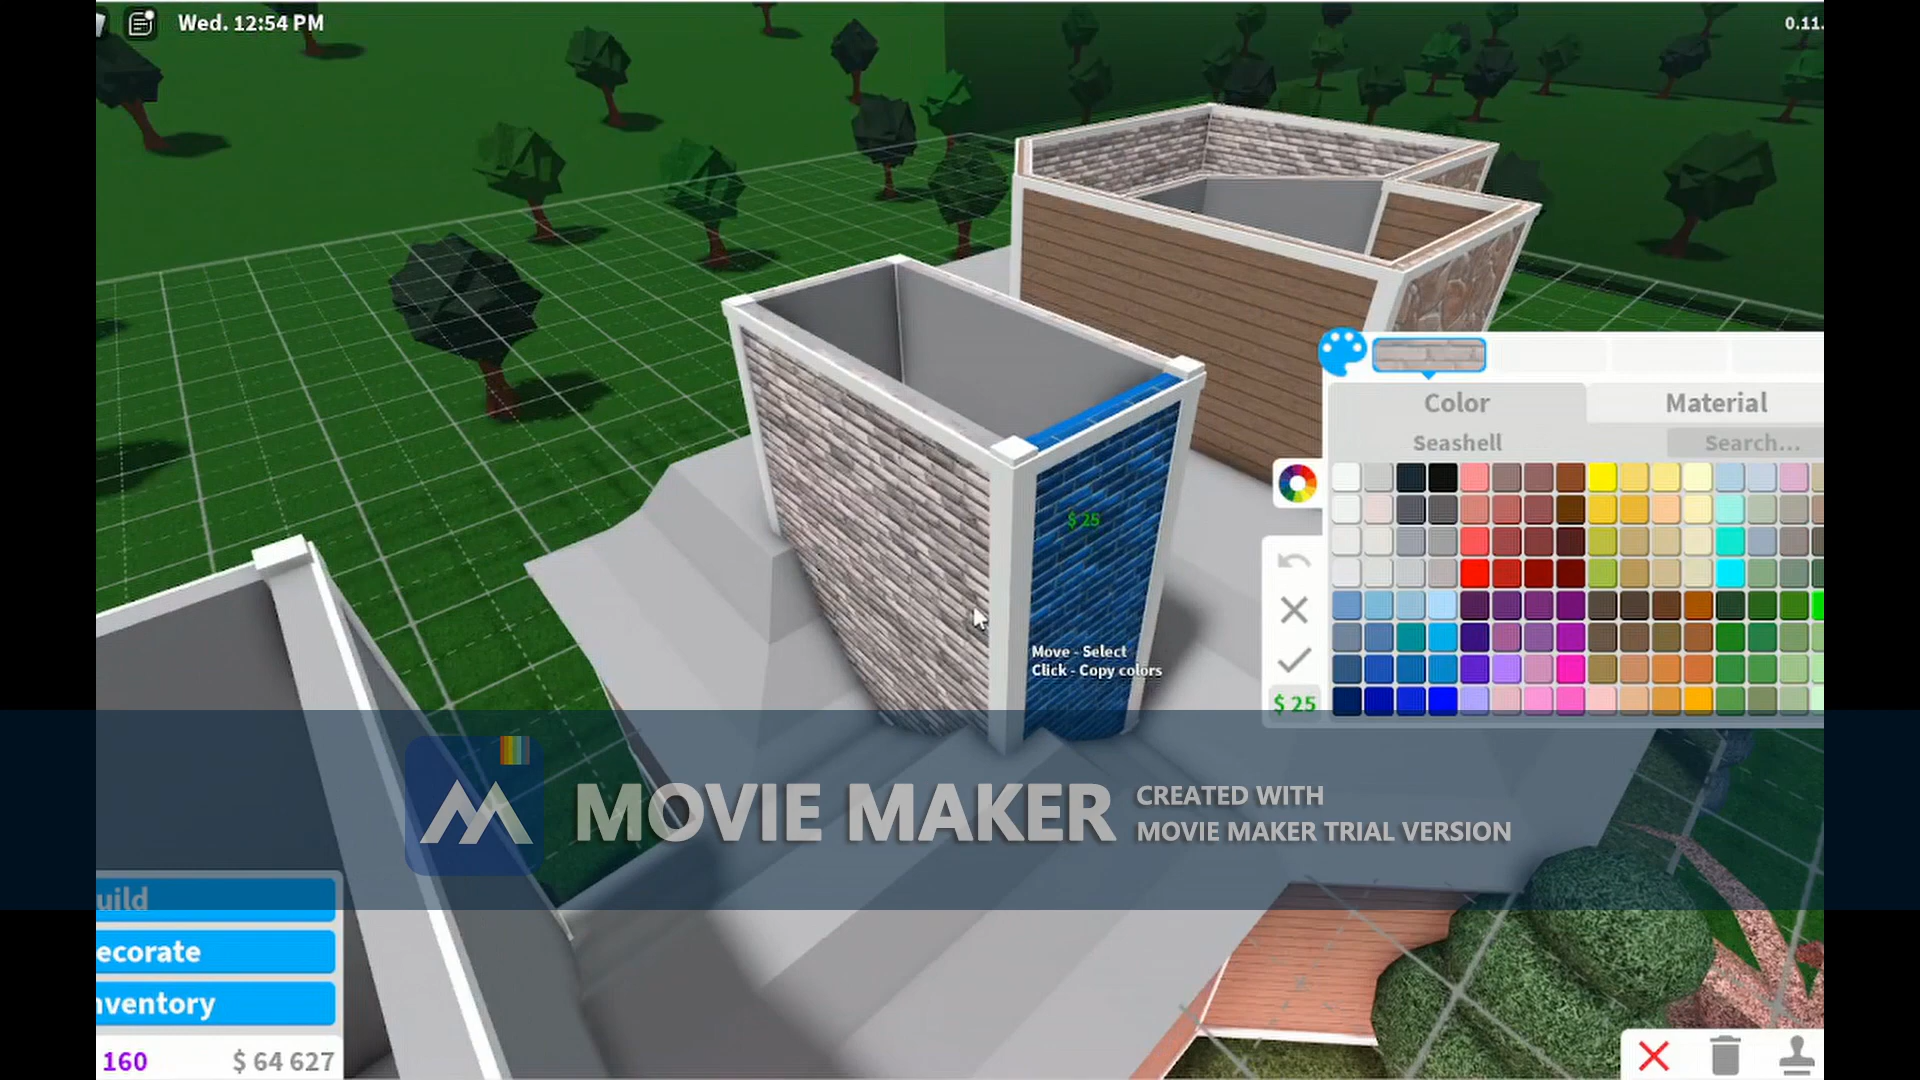 Wed. 12:54 PM
0.11.
Color
Material
Seashell
Search...
$ 25
Move - Select
Click - Copy colors
$ 25
MOVIE MAKER
CREATED WITH
MOVIE MAKER TRIAL VERSION
uild
ecorate
nventory
160
$ 64 627